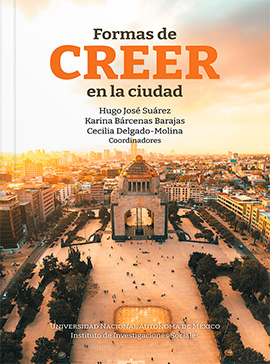 Formas de
CREER
en la ciudad
Hugo José Suárez
Karina Bárcenas Barajas
Cecilia Delgado-Molina
Coordinadores
Universidad Nacional Autónoma de México
Instituto de Investigaciones Sociales